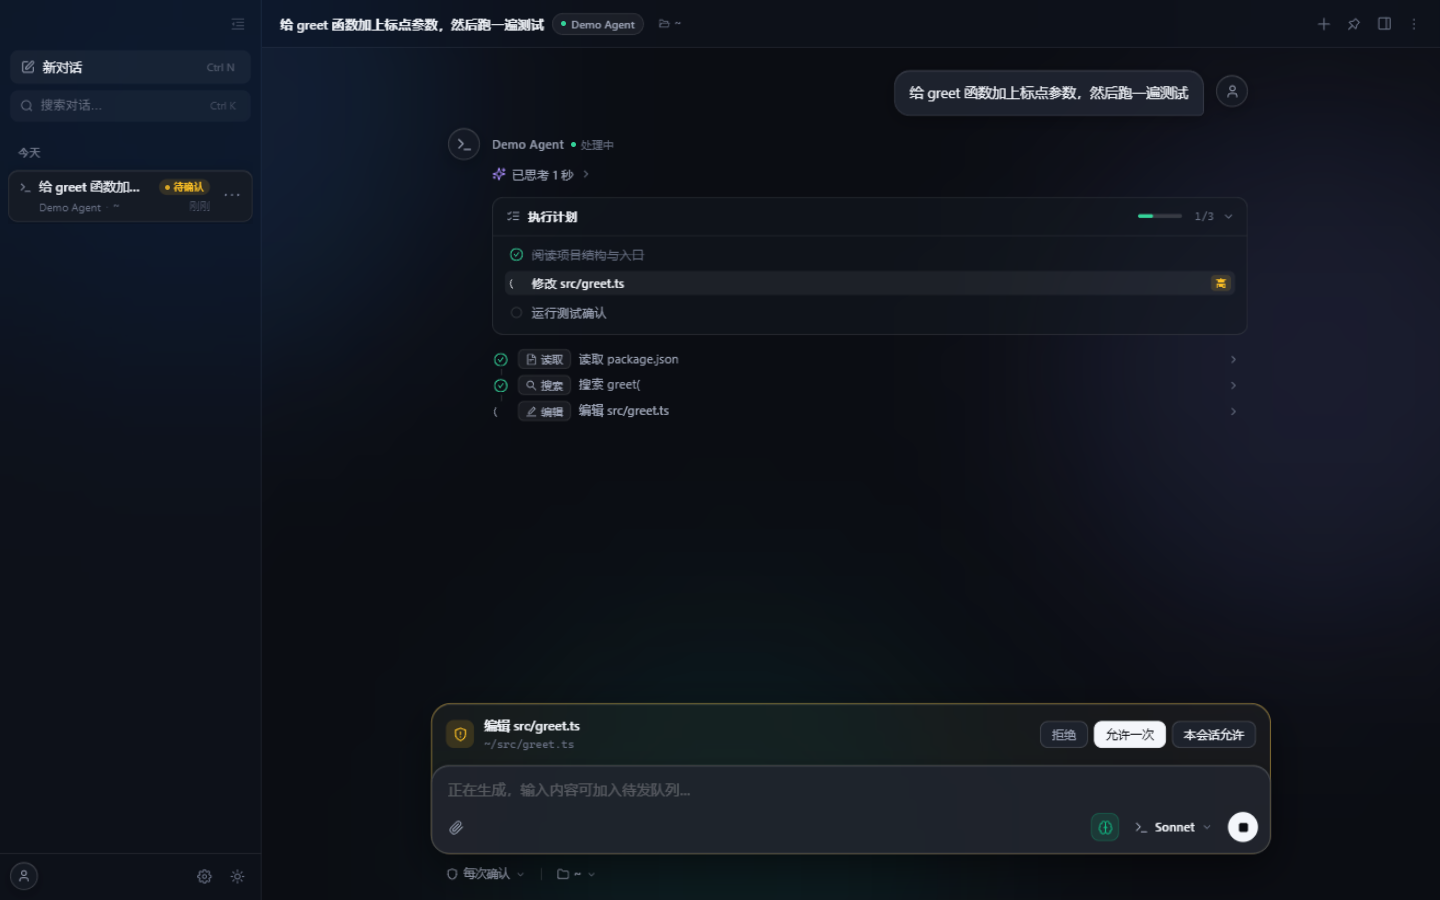 新对话 Ctrl N
搜索对话... Ctrl K
今天
给 greet 函数加... 待确认
Demo Agent · ~ 刚刚
给 greet 函数加上标点参数，然后跑一遍测试 Demo Agent ~
给 greet 函数加上标点参数，然后跑一遍测试
Demo Agent 处理中
已思考 1 秒
执行计划 1/3
阅读项目结构与入口
修改 src/greet.ts 高
运行测试确认
读取 读取 package.json
搜索 搜索 greet(
编辑 编辑 src/greet.ts
编辑 src/greet.ts
~/src/greet.ts
拒绝 允许一次 本会话允许
正在生成，输入内容可加入待发队列...
Sonnet
每次确认 ~